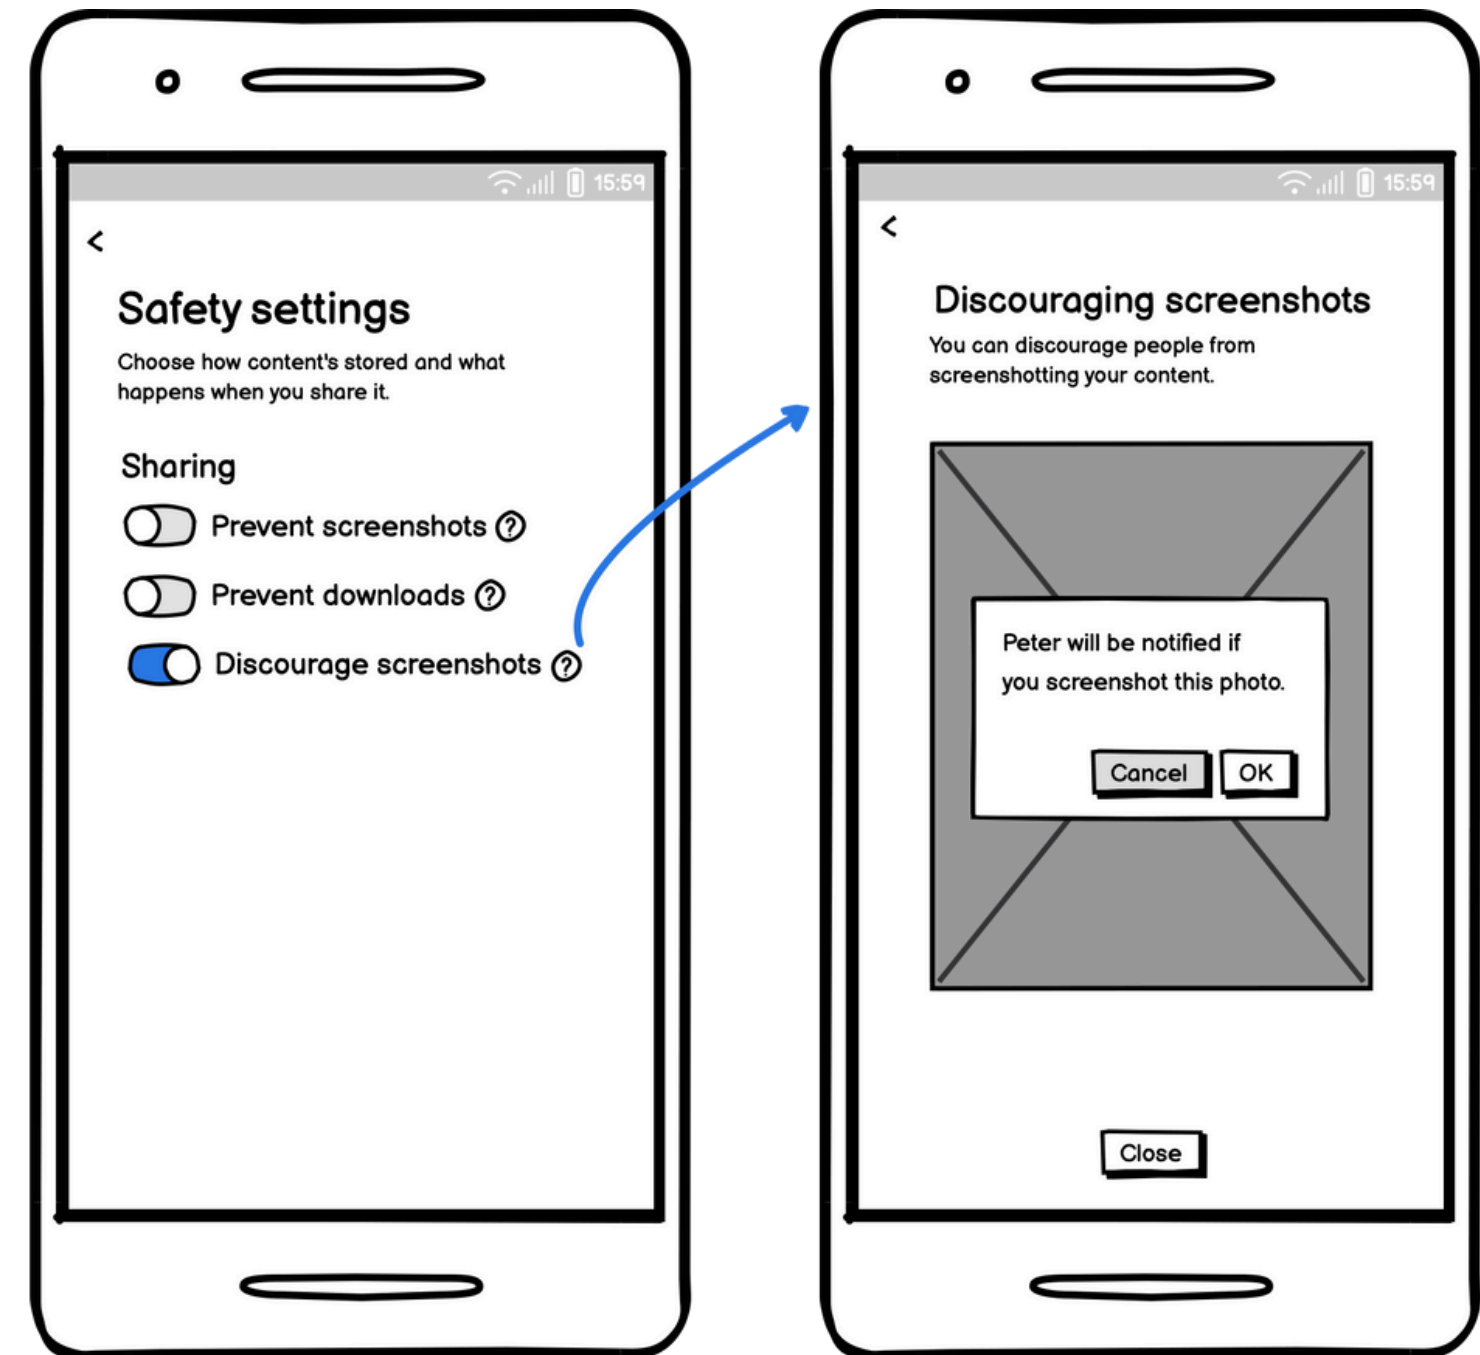 15:59
<
Safety settings
Choose how content's stored and what
happens when you share it.
Sharing
Prevent screenshots ?
Prevent downloads ?
Discourage screenshots ?
15:59
<
Discouraging screenshots
You can discourage people from
screenshotting your content.
Peter will be notified if
you screenshot this photo.
Cancel OK
Close